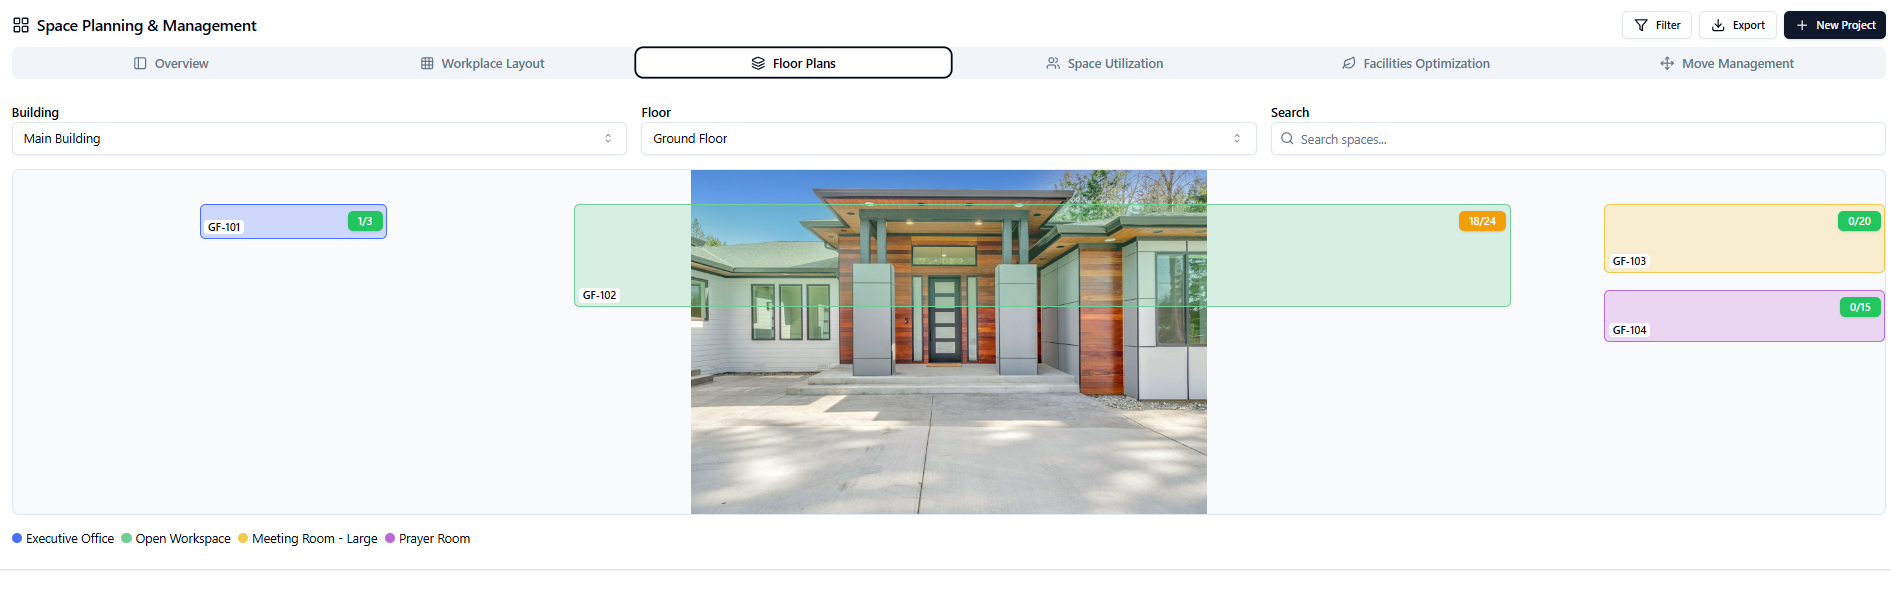 Space Planning & Management
Filter
Export
New Project
Overview
Workplace Layout
Floor Plans
Space Utilization
Facilities Optimization
Move Management
Building
Floor
Search
Main Building
Ground Floor
Search spaces...
GF-101
1/3
GF-102
18/24
GF-103
0/20
GF-104
0/15
Executive Office
Open Workspace
Meeting Room - Large
Prayer Room